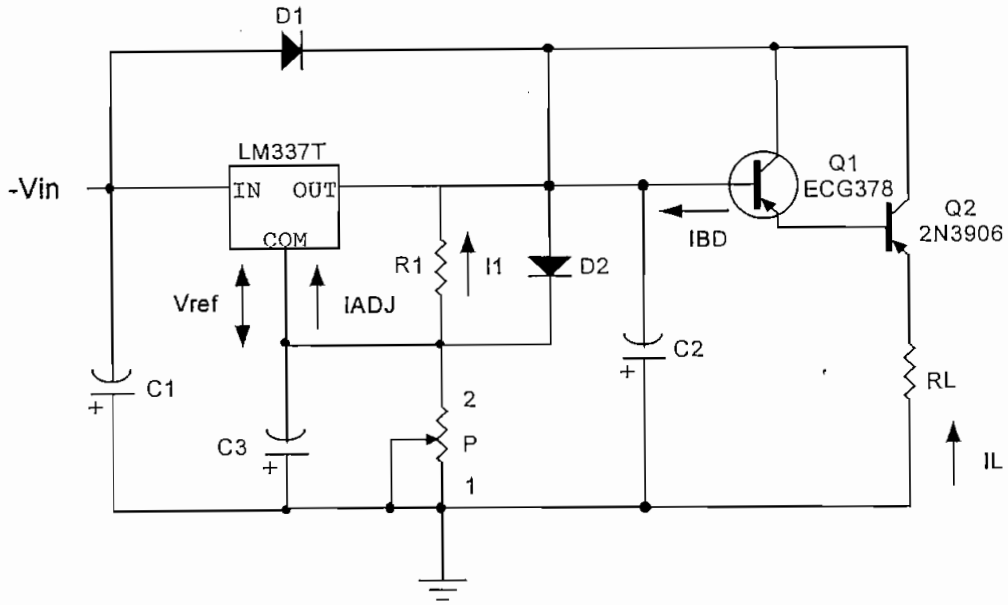 D1
LM337T
-Vin
IN OUT
COM
Q1
ECG378
Q2
2N3906
IBD
R1
I1
D2
Vref
IADJ
C1
C2
RL
C3
2
P
1
IL
+
+
+